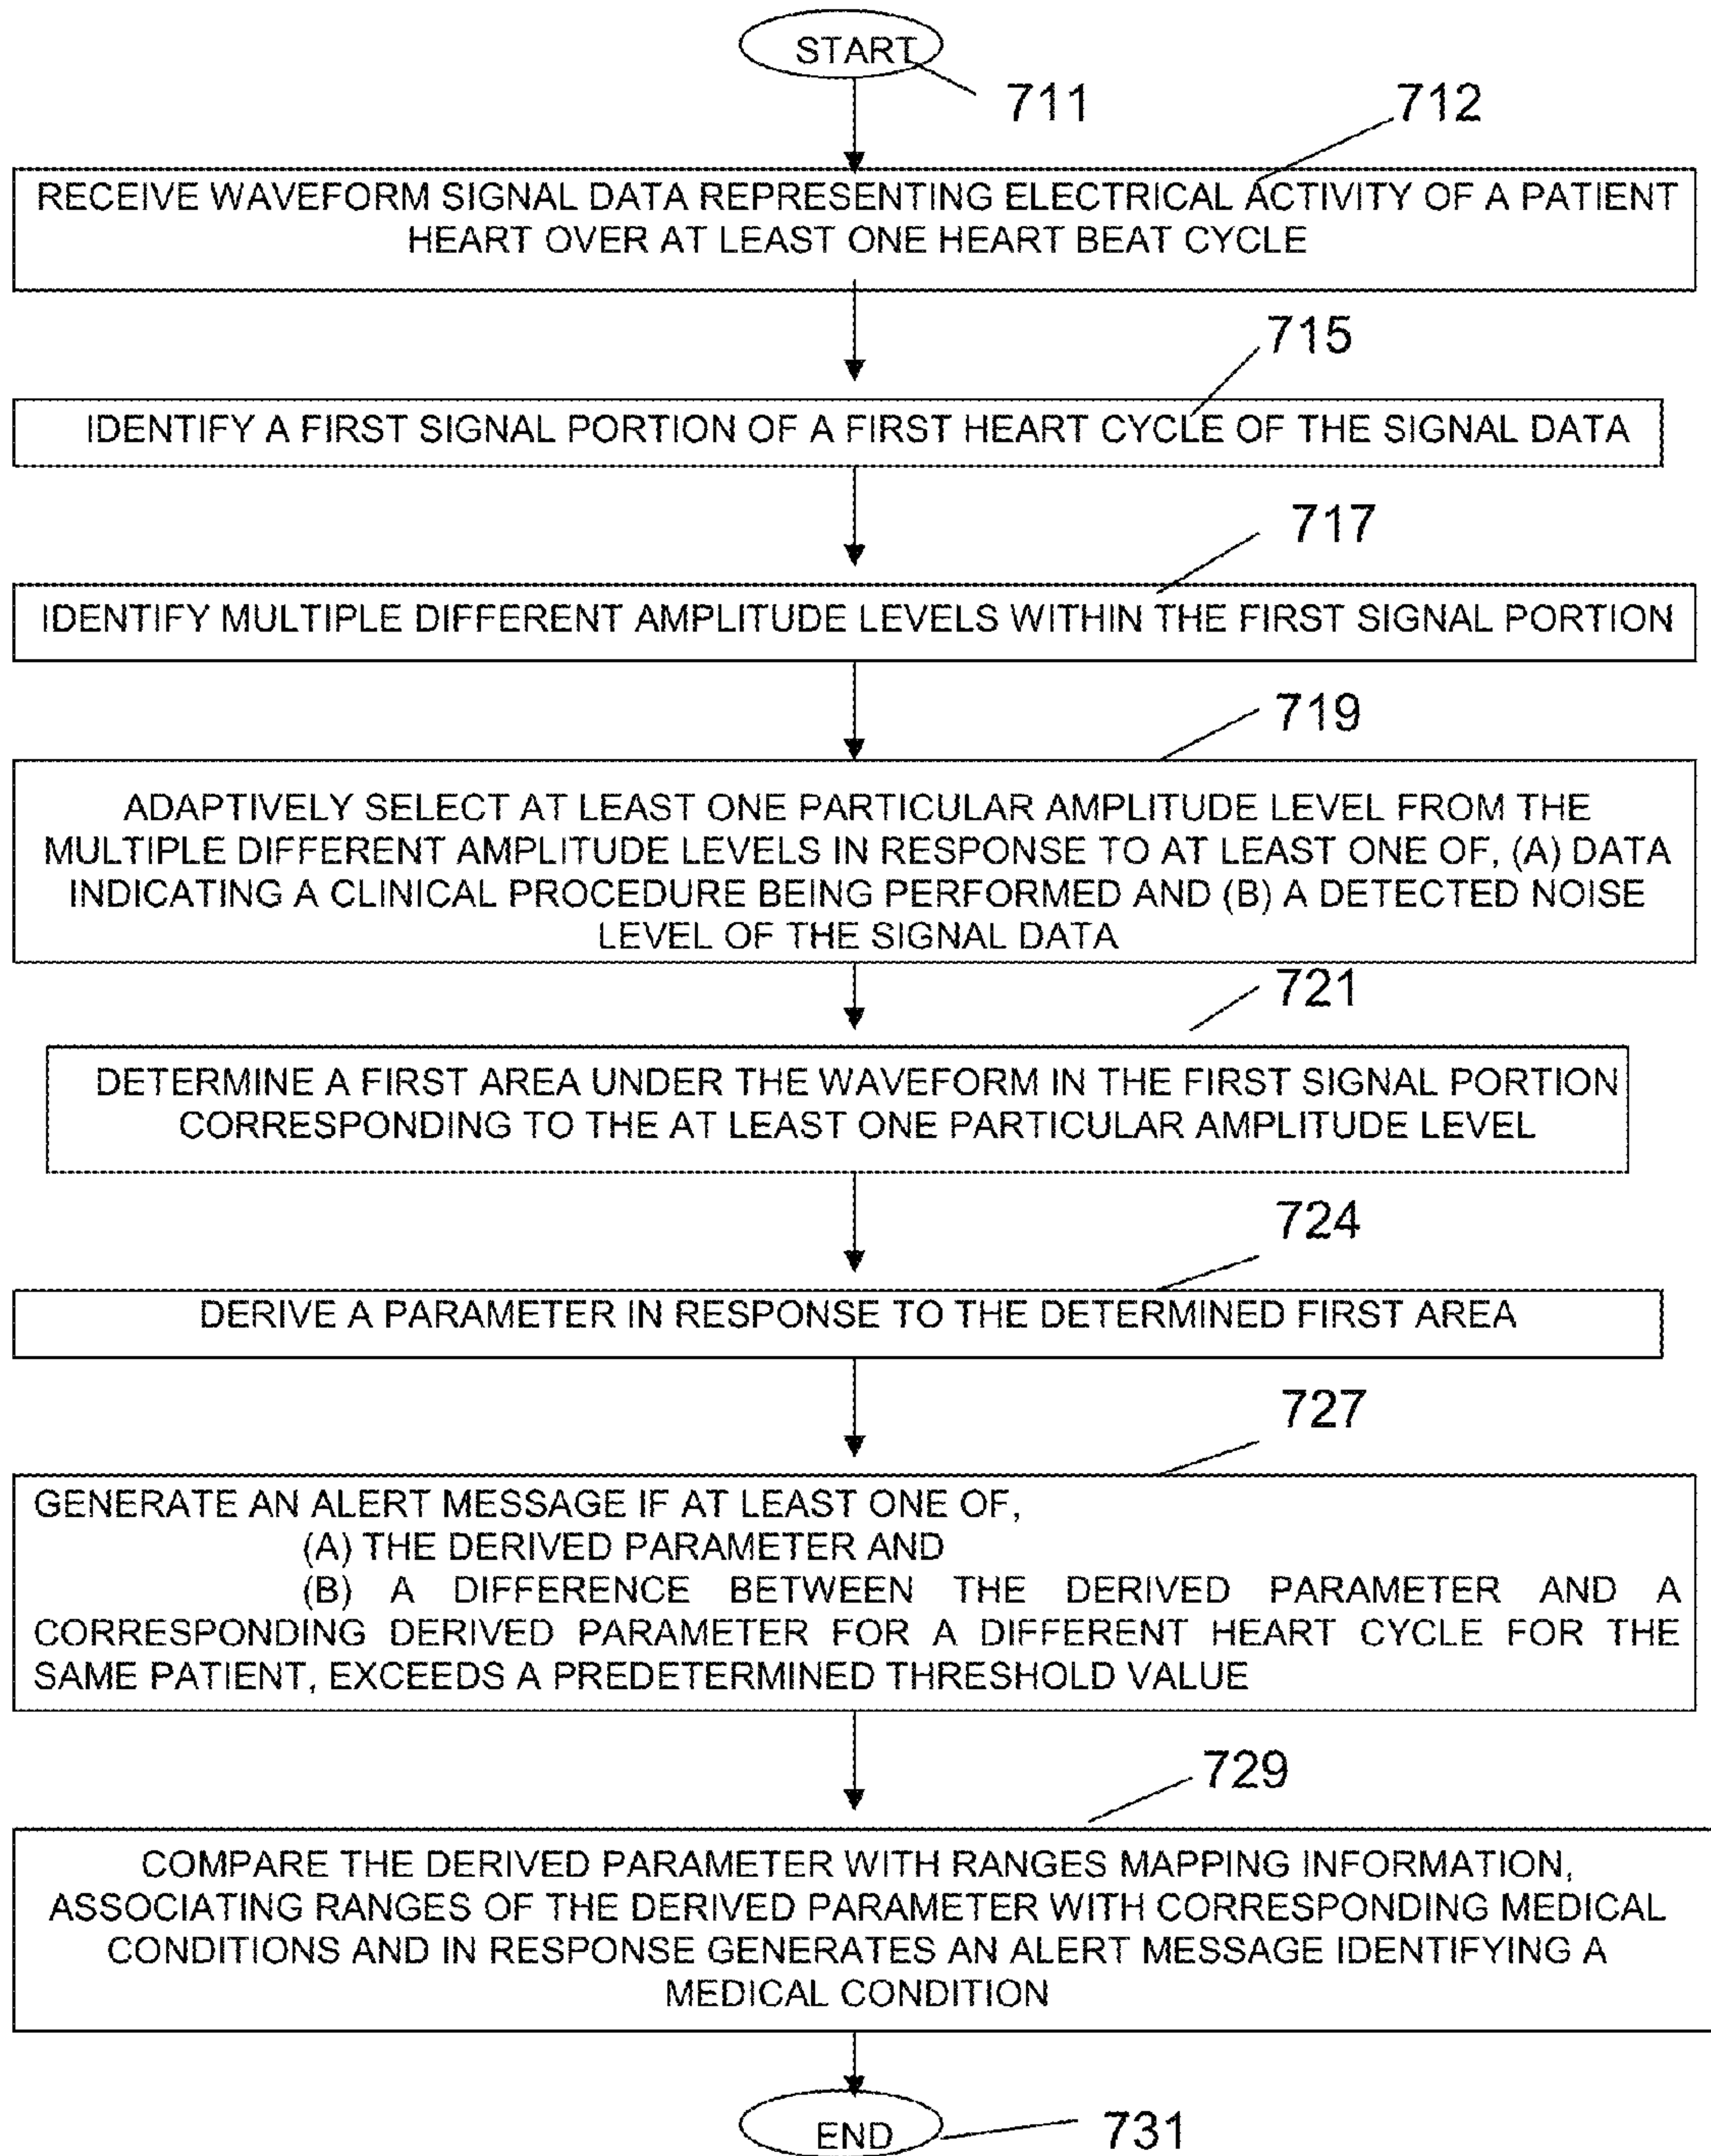 START
711
712
RECEIVE WAVEFORM SIGNAL DATA REPRESENTING ELECTRICAL ACTIVITY OF A PATIENT
HEART OVER AT LEAST ONE HEART BEAT CYCLE
715
IDENTIFY A FIRST SIGNAL PORTION OF A FIRST HEART CYCLE OF THE SIGNAL DATA
717
IDENTIFY MULTIPLE DIFFERENT AMPLITUDE LEVELS WITHIN THE FIRST SIGNAL PORTION
719
ADAPTIVELY SELECT AT LEAST ONE PARTICULAR AMPLITUDE LEVEL FROM THE
MULTIPLE DIFFERENT AMPLITUDE LEVELS IN RESPONSE TO AT LEAST ONE OF, (A) DATA
INDICATING A CLINICAL PROCEDURE BEING PERFORMED AND (B) A DETECTED NOISE
LEVEL OF THE SIGNAL DATA
721
DETERMINE A FIRST AREA UNDER THE WAVEFORM IN THE FIRST SIGNAL PORTION
CORRESPONDING TO THE AT LEAST ONE PARTICULAR AMPLITUDE LEVEL
724
DERIVE A PARAMETER IN RESPONSE TO THE DETERMINED FIRST AREA
727
GENERATE AN ALERT MESSAGE IF AT LEAST ONE OF,
(A) THE DERIVED PARAMETER AND
(B) A DIFFERENCE BETWEEN THE DERIVED PARAMETER AND A
CORRESPONDING DERIVED PARAMETER FOR A DIFFERENT HEART CYCLE FOR THE
SAME PATIENT, EXCEEDS A PREDETERMINED THRESHOLD VALUE
729
COMPARE THE DERIVED PARAMETER WITH RANGES MAPPING INFORMATION,
ASSOCIATING RANGES OF THE DERIVED PARAMETER WITH CORRESPONDING MEDICAL
CONDITIONS AND IN RESPONSE GENERATES AN ALERT MESSAGE IDENTIFYING A
MEDICAL CONDITION
END
731